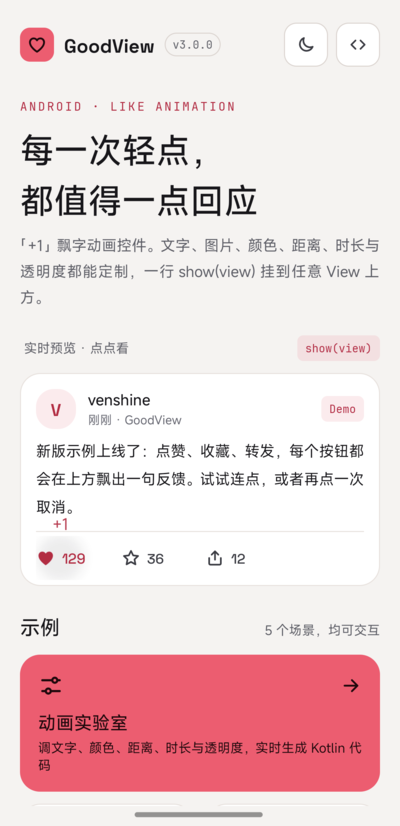 GoodView v3.0.0
ANDROID · LIKE ANIMATION
每一次轻点，
都值得一点回应
「+1」飘字动画控件。文字、图片、颜色、距离、时长与
透明度都能定制，一行 show(view) 挂到任意 View 上
方。
实时预览 · 点点看 show(view)
V venshine Demo
刚刚 · GoodView
新版示例上线了：点赞、收藏、转发，每个按钮都
会在上方飘出一句反馈。试试连点，或者再点一次
取消。
+1
129 36 12
示例 5 个场景，均可交互
动画实验室
调文字、颜色、距离、时长与透明度，实时生成 Kotlin 代
码